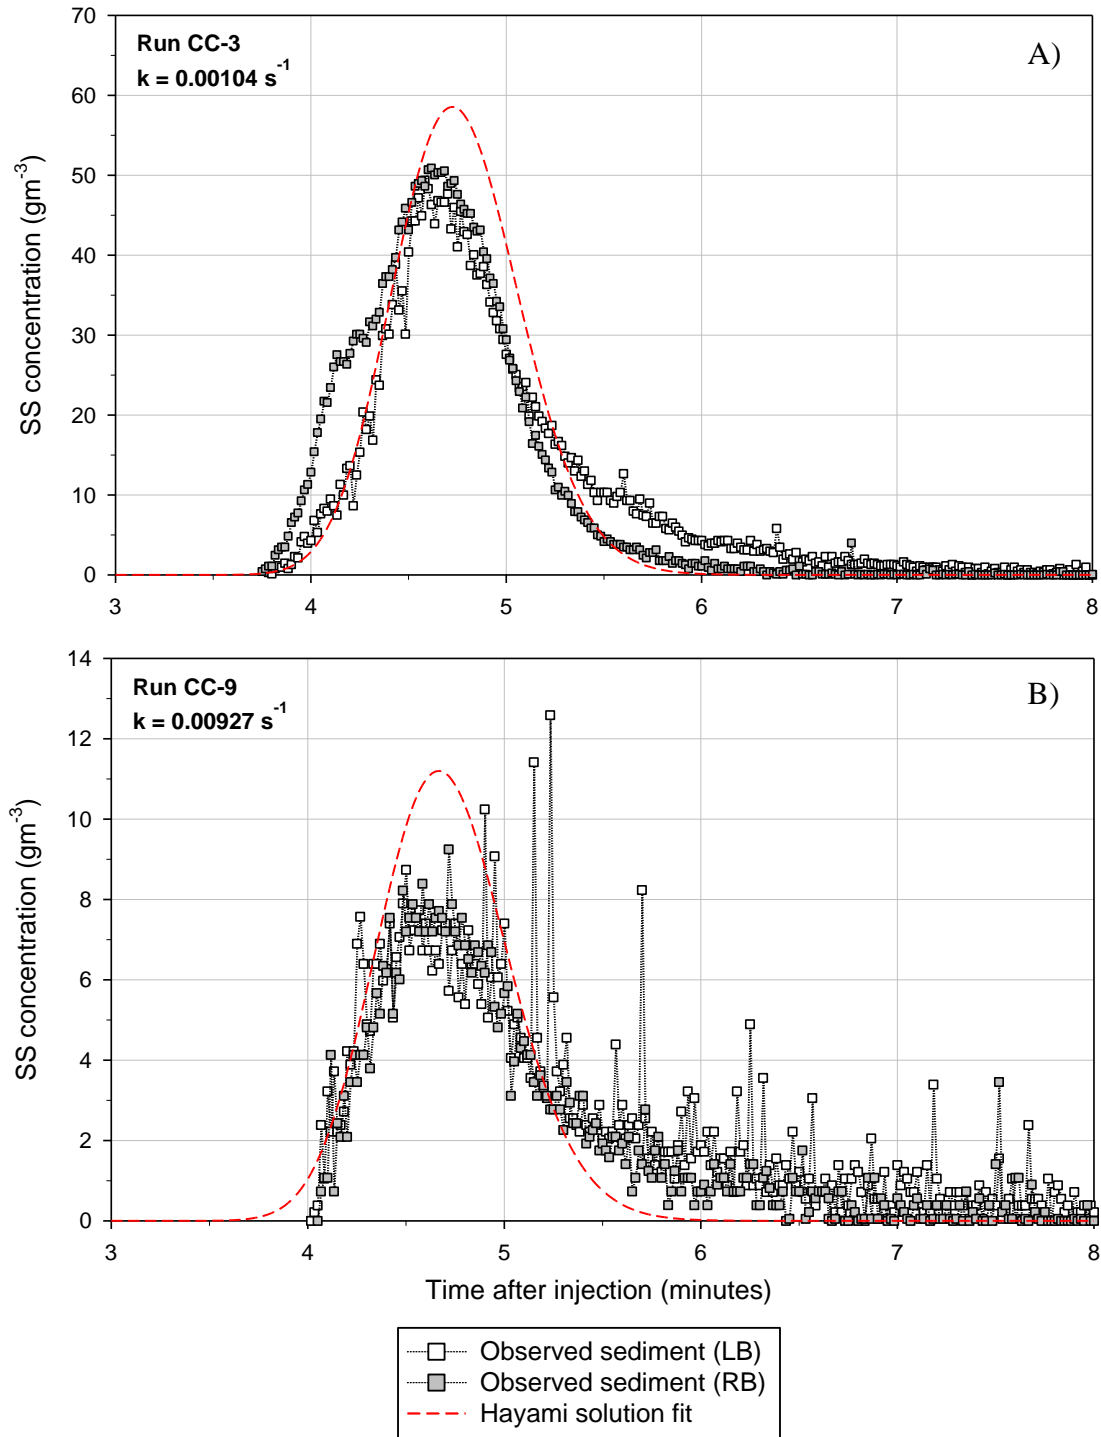 70
60
50
40
30
20
10
0
SS concentration (gm⁻³)
Run CC-3
k = 0.00104 s⁻¹
A)
3 4 5 6 7 8
14
12
10
8
6
4
2
0
SS concentration (gm⁻³)
Run CC-9
k = 0.00927 s⁻¹
B)
3 4 5 6 7 8
Time after injection (minutes)
Observed sediment (LB)
Observed sediment (RB)
Hayami solution fit